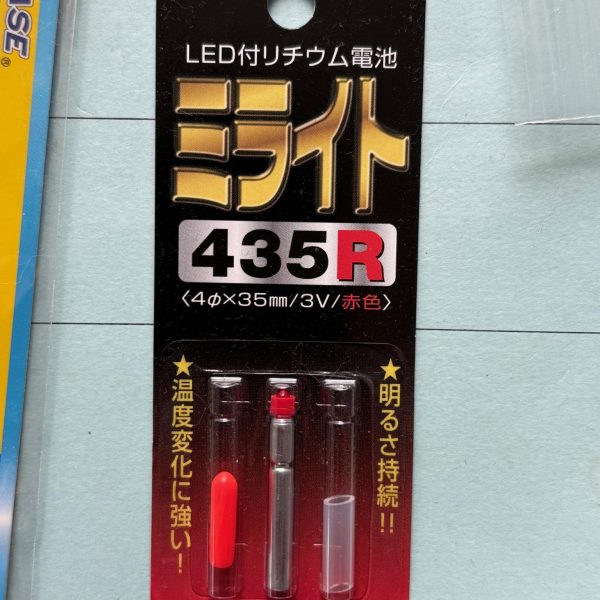 ASE®
LED付リチウム電池
ミライト
435R
〈4φ×35㎜/3V/赤色〉
★温度変化に強い!
★明るさ持続!!